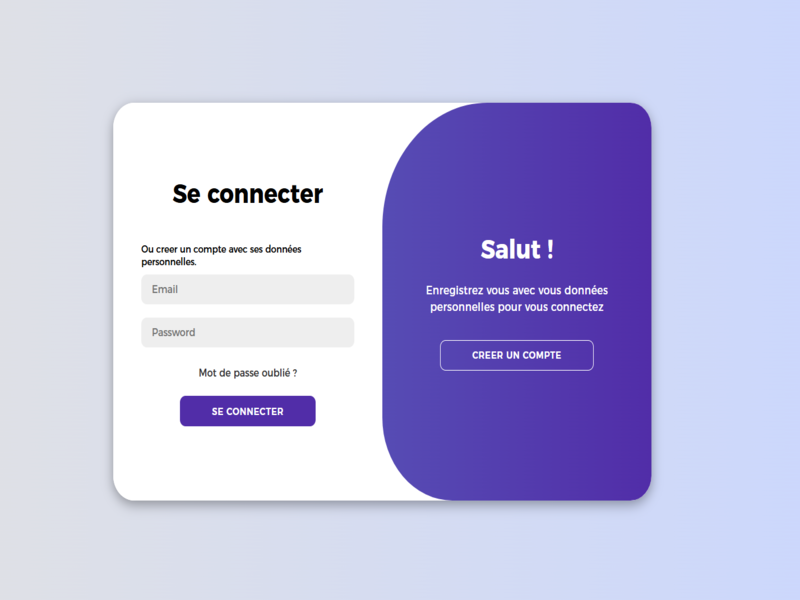 Se connecter
Ou creer un compte avec ses données
personnelles.
Email
Password
Mot de passe oublié ?
SE CONNECTER
Salut !
Enregistrez vous avec vous données
personnelles pour vous connectez
CREER UN COMPTE